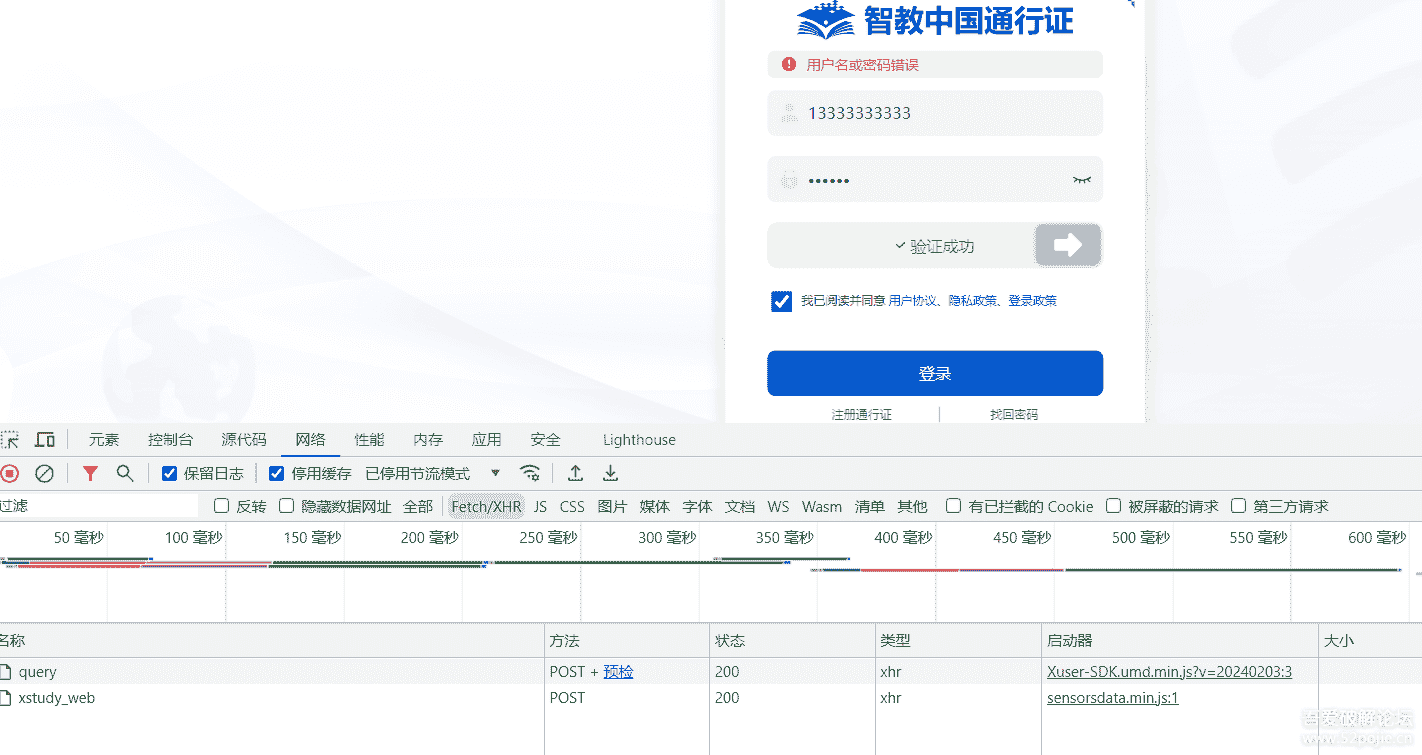 智教中国通行证
用户名或密码错误
13333333333
••••••
验证成功
我已阅读并同意 用户协议、隐私政策、登录政策
登录
注册通行证 找回密码
元素 控制台 源代码 网络 性能 内存 应用 安全 Lighthouse
保留日志 停用缓存 已停用节流模式
过滤 反转 隐藏数据网址 全部 Fetch/XHR JS CSS 图片 媒体 字体 文档 WS Wasm 清单 其他 有已拦截的 Cookie 被屏蔽的请求 第三方请求
50 毫秒 100 毫秒 150 毫秒 200 毫秒 250 毫秒 300 毫秒 350 毫秒 400 毫秒 450 毫秒 500 毫秒 550 毫秒 600 毫秒
名称 方法 状态 类型 启动器 大小
query POST + 预检 200 xhr Xuser-SDK.umd.min.js?v=20240203:3
xstudy_web POST 200 xhr sensorsdata.min.js:1
吾爱破解论坛
www.52pojie.cn